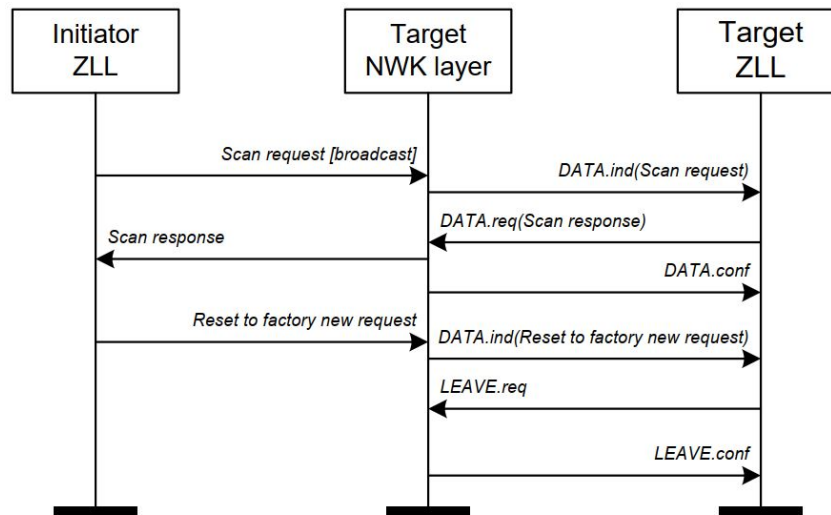 Initiator
ZLL
Target
NWK layer
Target
ZLL
Scan request [broadcast]
DATA.ind(Scan request)
DATA.req(Scan response)
Scan response
DATA.conf
Reset to factory new request
DATA.ind(Reset to factory new request)
LEAVE.req
LEAVE.conf